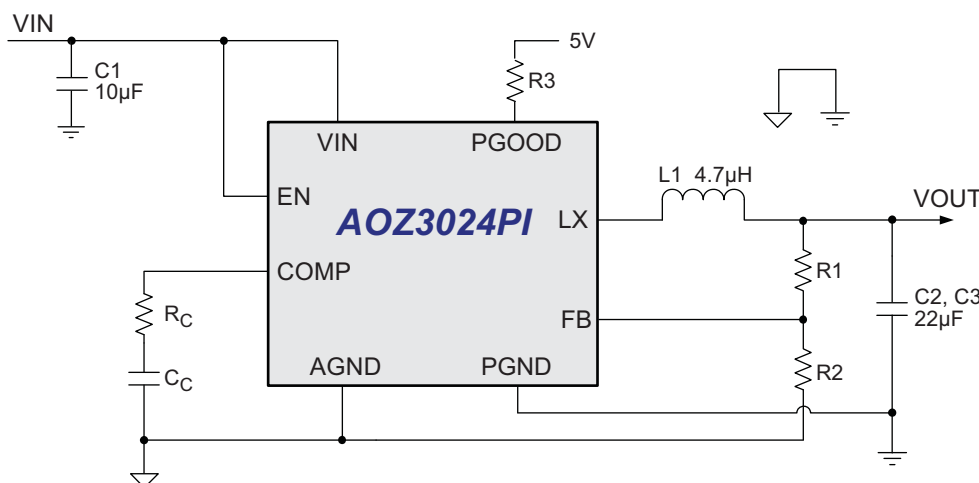 VIN
C1
10µF
5V
R3
VIN
PGOOD
L1 4.7µH
EN
LX
VOUT
AOZ3024PI
COMP
R1
RC
FB
C2, C3
22µF
CC
AGND
PGND
R2